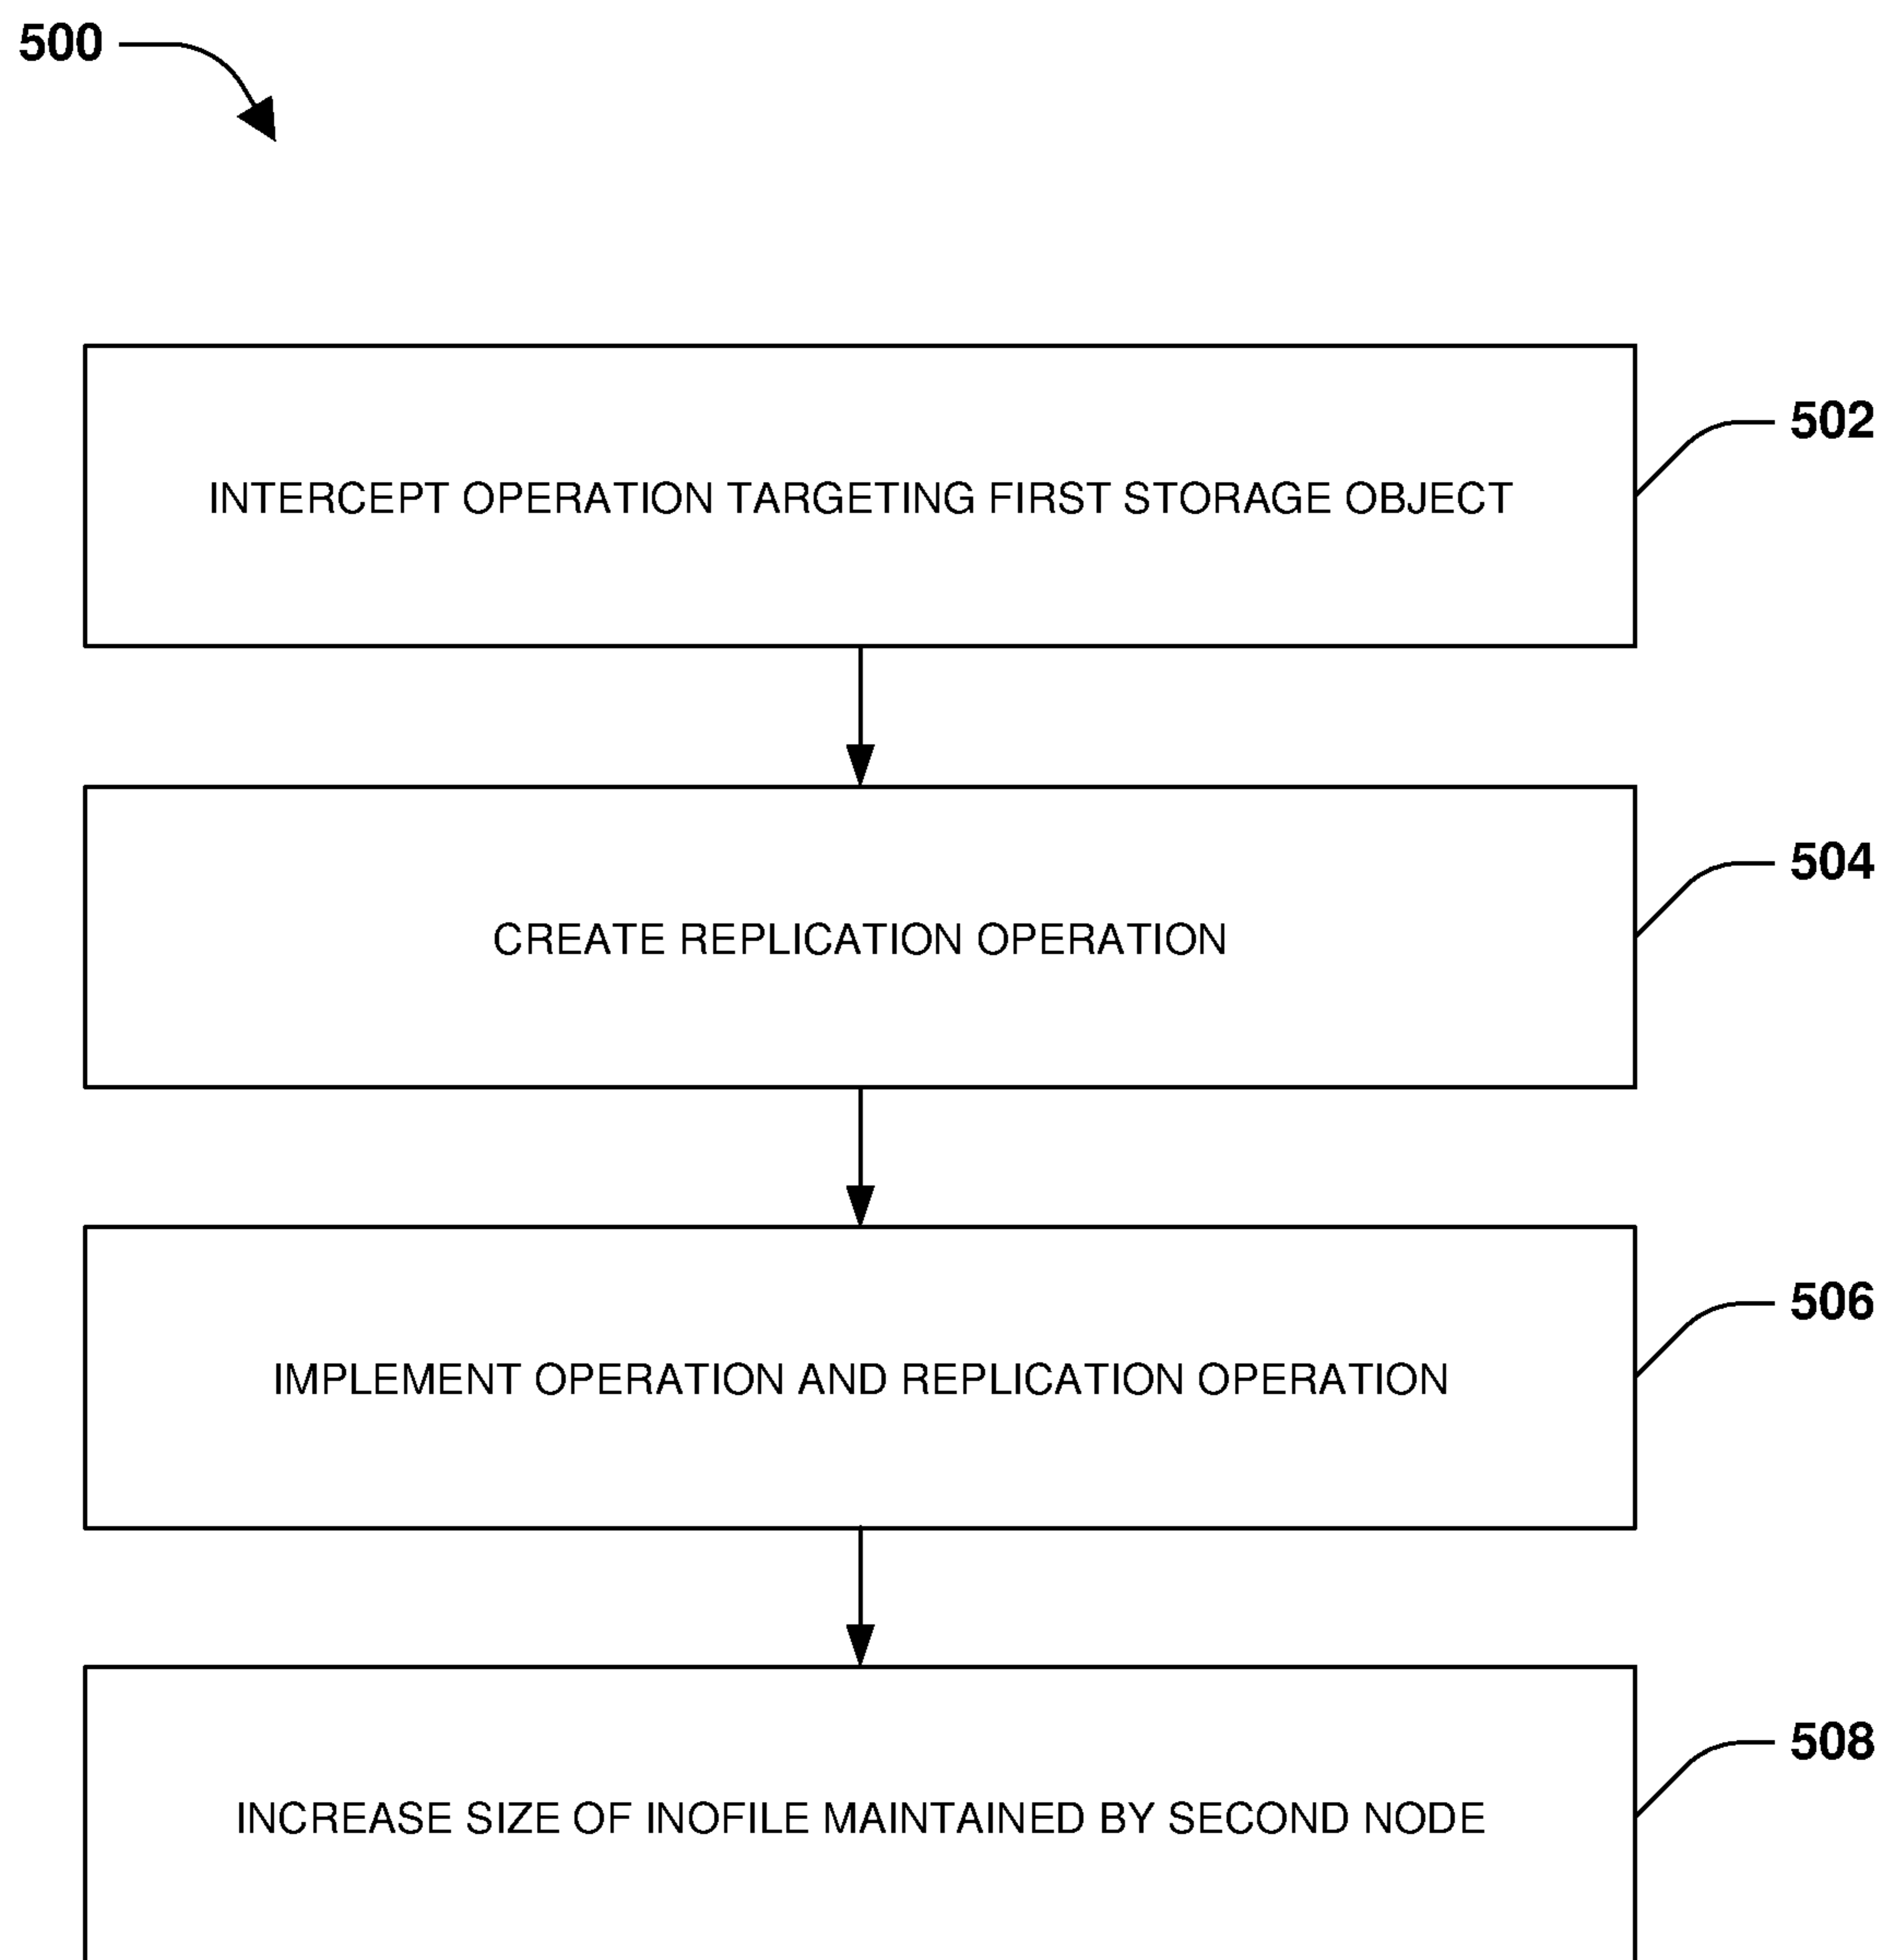 500
502
INTERCEPT OPERATION TARGETING FIRST STORAGE OBJECT
504
CREATE REPLICATION OPERATION
506
IMPLEMENT OPERATION AND REPLICATION OPERATION
508
INCREASE SIZE OF INOFILE MAINTAINED BY SECOND NODE